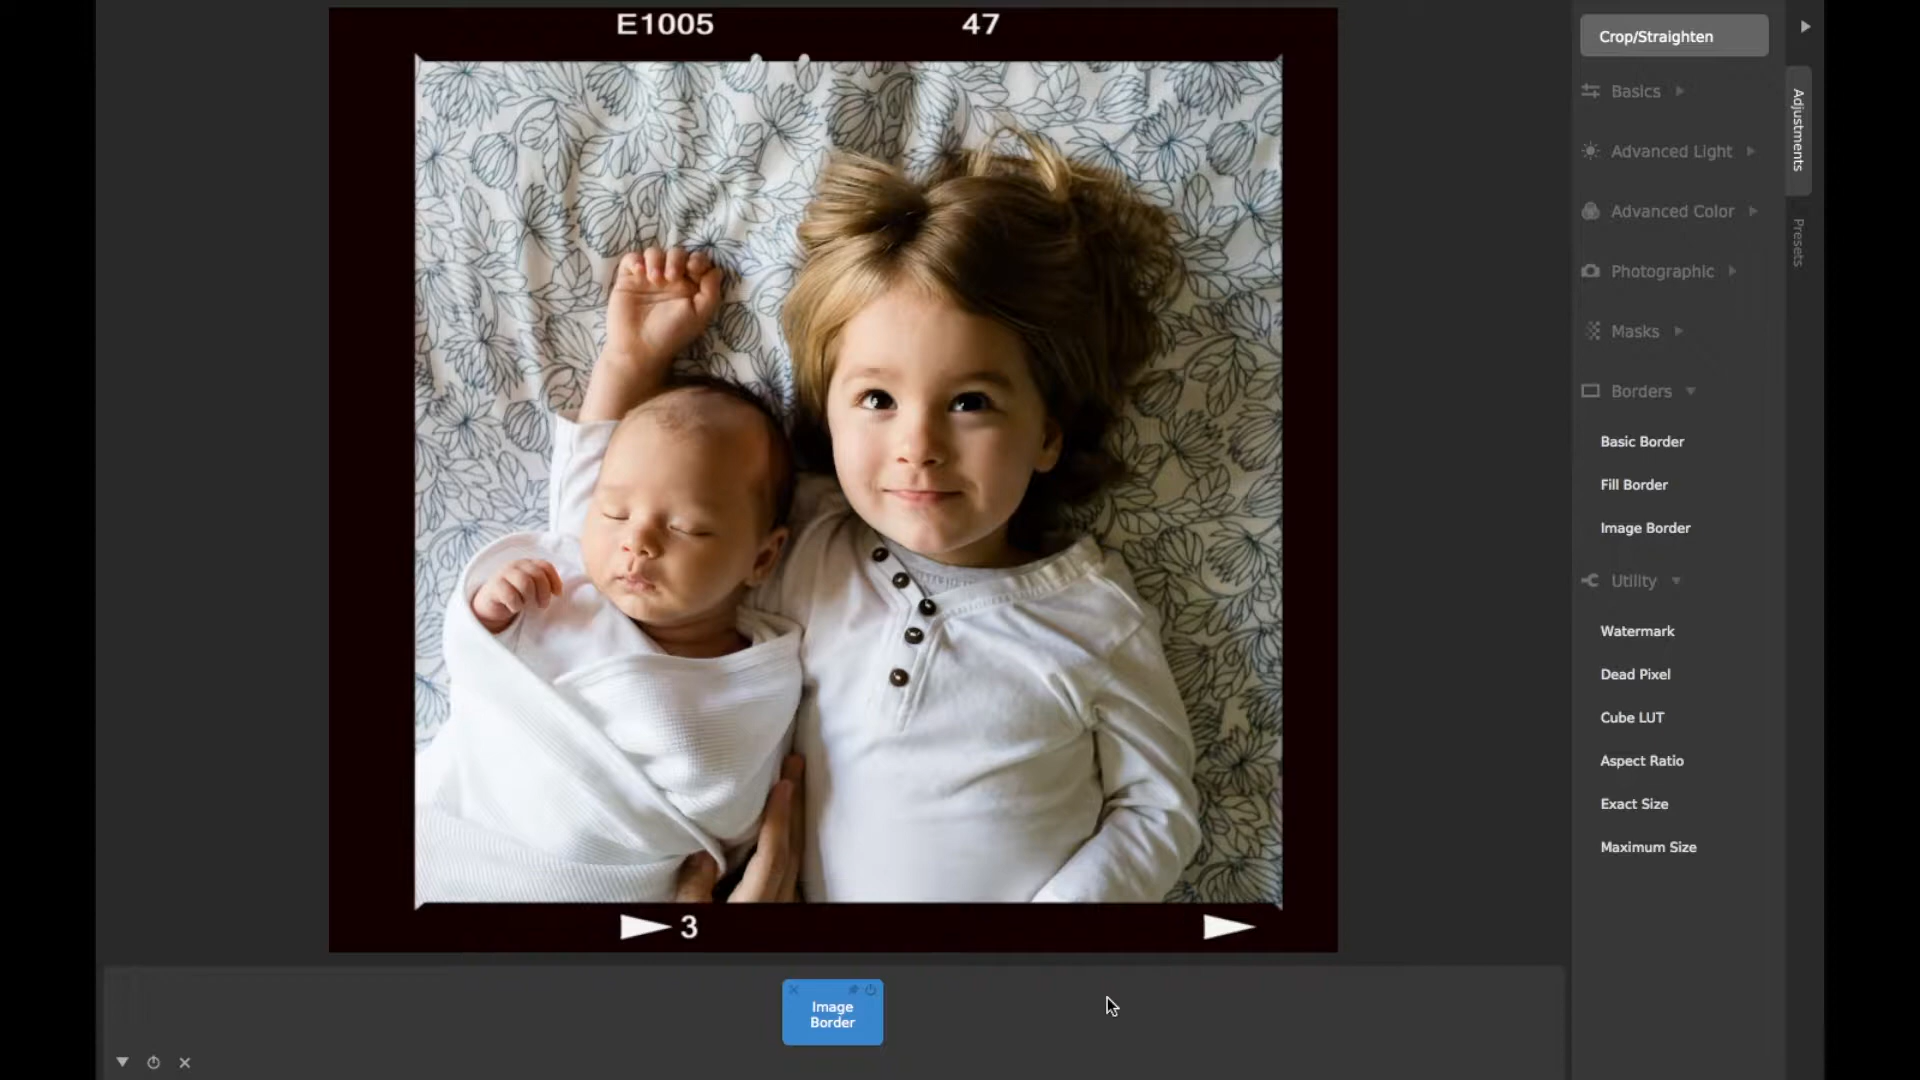 E1005 47
3
Image
Border
Crop/Straighten
Basics
Advanced Light
Advanced Color
Photographic
Masks
Borders
Basic Border
Fill Border
Image Border
Utility
Watermark
Dead Pixel
Cube LUT
Aspect Ratio
Exact Size
Maximum Size
Adjustments
Presets